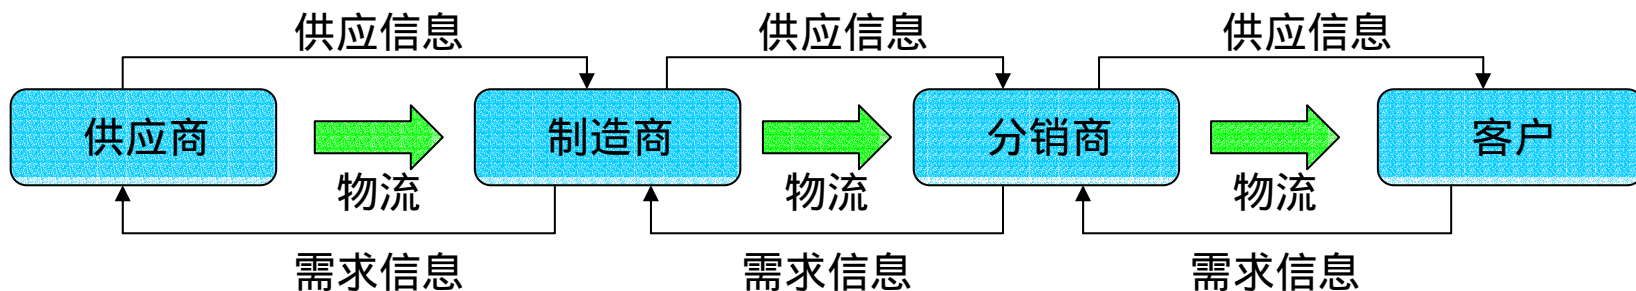 供应信息
供应信息
供应信息
供应商
制造商
分销商
客户
物流
物流
物流
需求信息
需求信息
需求信息